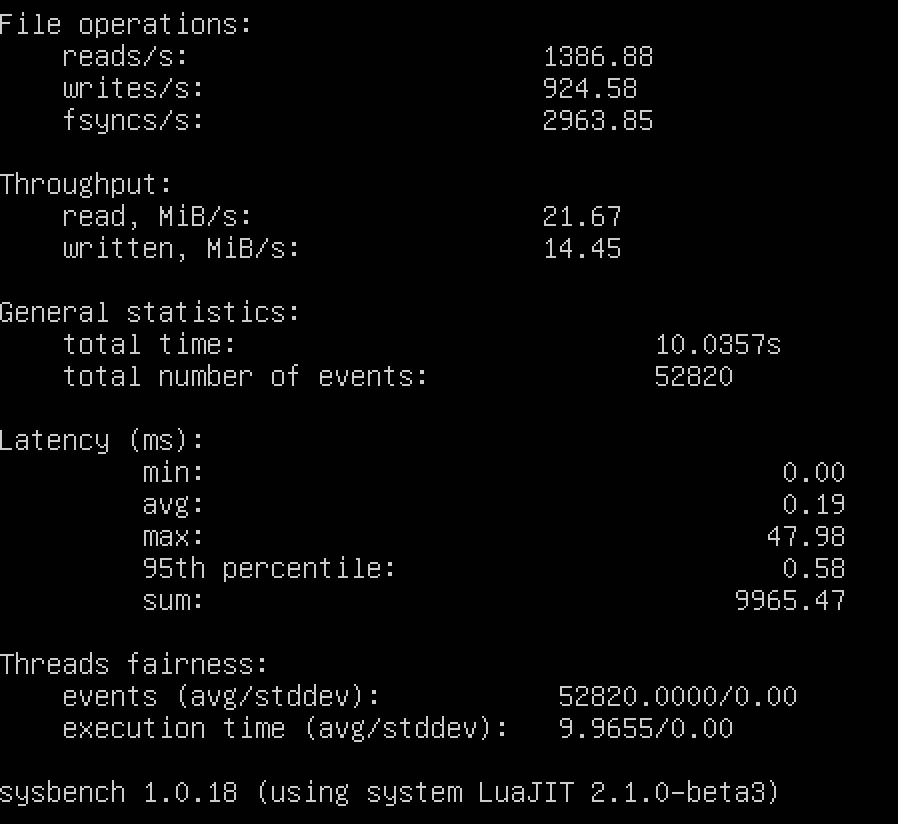 File operations:
reads/s: 1386.88
writes/s: 924.58
fsyncs/s: 2963.85
Throughput:
read, MiB/s: 21.67
written, MiB/s: 14.45
General statistics:
total time: 10.0357s
total number of events: 52820
Latency (ms):
min: 0.00
avg: 0.19
max: 47.98
95th percentile: 0.58
sum: 9965.47
Threads fairness:
events (avg/stddev): 52820.0000/0.00
execution time (avg/stddev): 9.9655/0.00
sysbench 1.0.18 (using system LuaJIT 2.1.0-beta3)